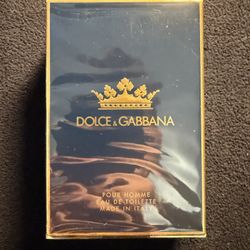 DOLCE & GABBANA
POUR HOMME
EAU DE TOILETTE
MADE IN ITALY